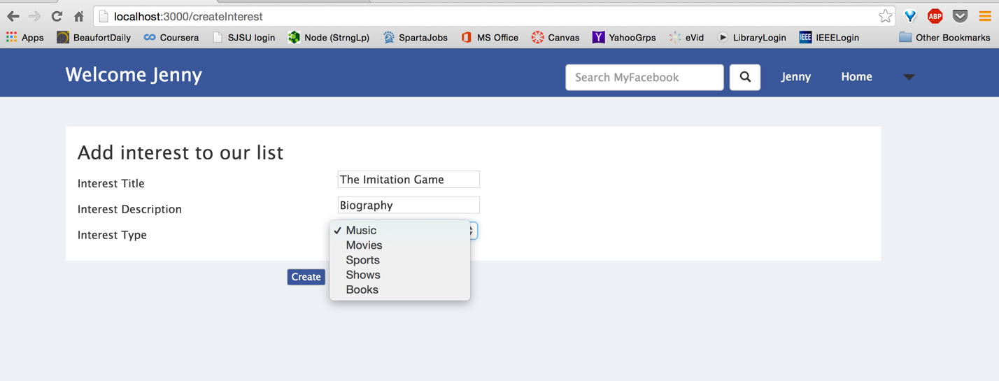 localhost:3000/createInterest
ABP
Apps BeaufortDaily Coursera SJSU login Node (StrngLp) SpartaJobs MS Office Canvas Y YahooGrps eVid LibraryLogin IEEE IEEELogin Other Bookmarks
Welcome Jenny Search MyFacebook Jenny Home
Add interest to our list
Interest Title The Imitation Game
Interest Description Biography
Interest Type ✓ Music
Movies
Sports
Shows
Books
Create